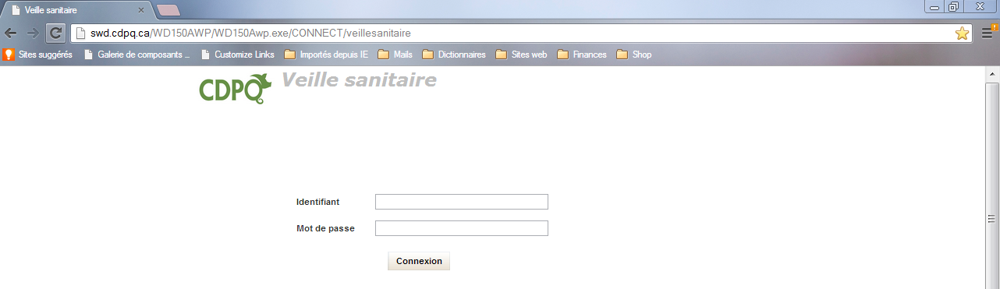 Veille sanitaire
swd.cdpq.ca/WD150AWP/WD150Awp.exe/CONNECT/veillesanitaire
Sites suggérés Galerie de composants ... Customize Links Importés depuis IE Mails Dictionnaires Sites web Finances Shop
CDPQ Veille sanitaire
Identifiant
Mot de passe
Connexion